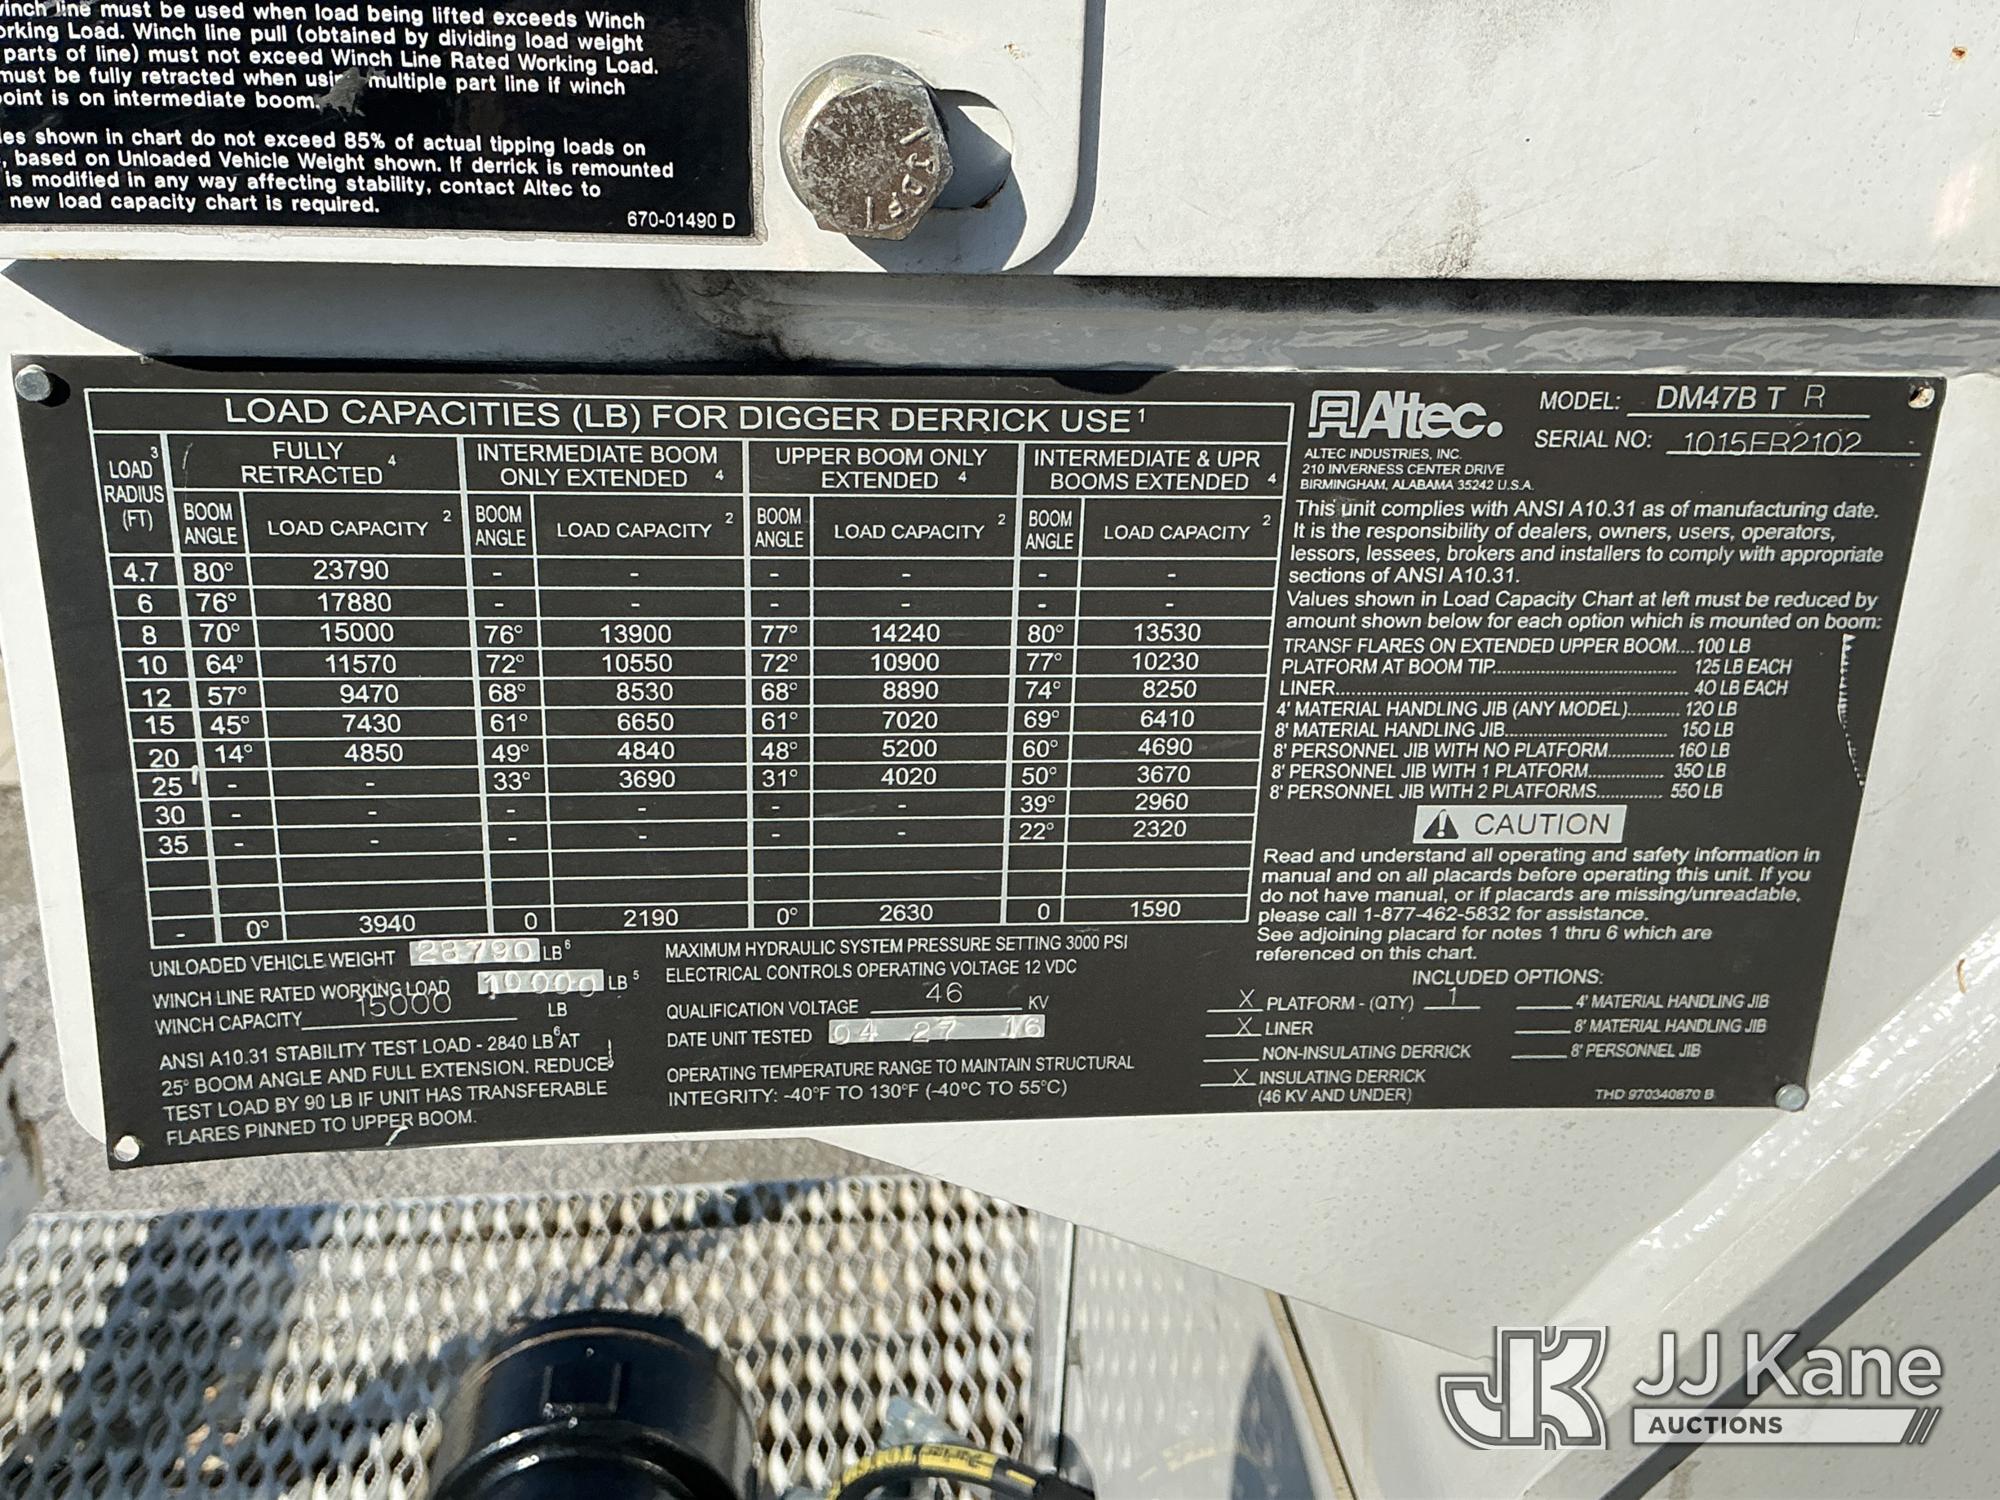 winch line must be used when load being lifted exceeds Winch
Working Load. Winch line pull (obtained by dividing load weight
parts of line) must not exceed Winch Line Rated Working Load.
must be fully retracted when using multiple part line if winch
point is on intermediate boom.
shown in chart do not exceed 85% of actual tipping loads on
, based on Unloaded Vehicle Weight shown. If derrick is remounted
is modified in any way affecting stability, contact Altec to
new load capacity chart is required.
670-01490 D
LOAD CAPACITIES (LB) FOR DIGGER DERRICK USE 1
LOAD 3 RADIUS (FT) FULLY RETRACTED 4 INTERMEDIATE BOOM ONLY EXTENDED 4 UPPER BOOM ONLY EXTENDED 4 INTERMEDIATE & UPR BOOMS EXTENDED 4
BOOM ANGLE LOAD CAPACITY 2 BOOM ANGLE LOAD CAPACITY 2 BOOM ANGLE LOAD CAPACITY 2 BOOM ANGLE LOAD CAPACITY 2
4.7 80° 23790 - - - - - -
6 76° 17880 - - - - - -
8 70° 15000 76° 13900 77° 14240 80° 13530
10 64° 11570 72° 10550 72° 10900 77° 10230
12 57° 9470 68° 8530 68° 8890 74° 8250
15 45° 7430 61° 6650 61° 7020 69° 6410
20 14° 4850 49° 4840 48° 5200 60° 4690
25 - - 33° 3690 31° 4020 50° 3670
30 - - - - - - 39° 2960
35 - - - - - - 22° 2320
- 0° 3940 0 2190 0° 2630 0 1590
UNLOADED VEHICLE WEIGHT 28790 LB 6
WINCH LINE RATED WORKING LOAD 10000 LB 5
WINCH CAPACITY 15000 LB
ANSI A10.31 STABILITY TEST LOAD - 2840 LB 6 AT
25° BOOM ANGLE AND FULL EXTENSION. REDUCE
TEST LOAD BY 90 LB IF UNIT HAS TRANSFERABLE
FLARES PINNED TO UPPER BOOM.
MAXIMUM HYDRAULIC SYSTEM PRESSURE SETTING 3000 PSI
ELECTRICAL CONTROLS OPERATING VOLTAGE 12 VDC
QUALIFICATION VOLTAGE 46 KV
DATE UNIT TESTED 04 27 16
OPERATING TEMPERATURE RANGE TO MAINTAIN STRUCTURAL
INTEGRITY: -40°F TO 130°F (-40°C TO 55°C)
Altec.
ALTEC INDUSTRIES, INC.
210 INVERNESS CENTER DRIVE
BIRMINGHAM, ALABAMA 35242 U.S.A.
MODEL: DM47B T R
SERIAL NO: 1015FR2102
This unit complies with ANSI A10.31 as of manufacturing date.
It is the responsibility of dealers, owners, users, operators,
lessors, lessees, brokers and installers to comply with appropriate
sections of ANSI A10.31.
Values shown in Load Capacity Chart at left must be reduced by
amount shown below for each option which is mounted on boom:
TRANSF FLARES ON EXTENDED UPPER BOOM....100 LB
PLATFORM AT BOOM TIP.......................................... 125 LB EACH
LINER................................................................ 40 LB EACH
4' MATERIAL HANDLING JIB (ANY MODEL)........... 120 LB
8' MATERIAL HANDLING JIB................................... 150 LB
8' PERSONNEL JIB WITH NO PLATFORM.............. 160 LB
8' PERSONNEL JIB WITH 1 PLATFORM................ 350 LB
8' PERSONNEL JIB WITH 2 PLATFORMS.............. 550 LB
CAUTION
Read and understand all operating and safety information in
manual and on all placards before operating this unit. If you
do not have manual, or if placards are missing/unreadable,
please call 1-877-462-5832 for assistance.
See adjoining placard for notes 1 thru 6 which are
referenced on this chart.
INCLUDED OPTIONS:
X PLATFORM - (QTY) 1 4' MATERIAL HANDLING JIB
X LINER 8' MATERIAL HANDLING JIB
NON-INSULATING DERRICK 8' PERSONNEL JIB
X INSULATING DERRICK
(46 KV AND UNDER)
THD 970340870 B
JK JJ Kane
AUCTIONS